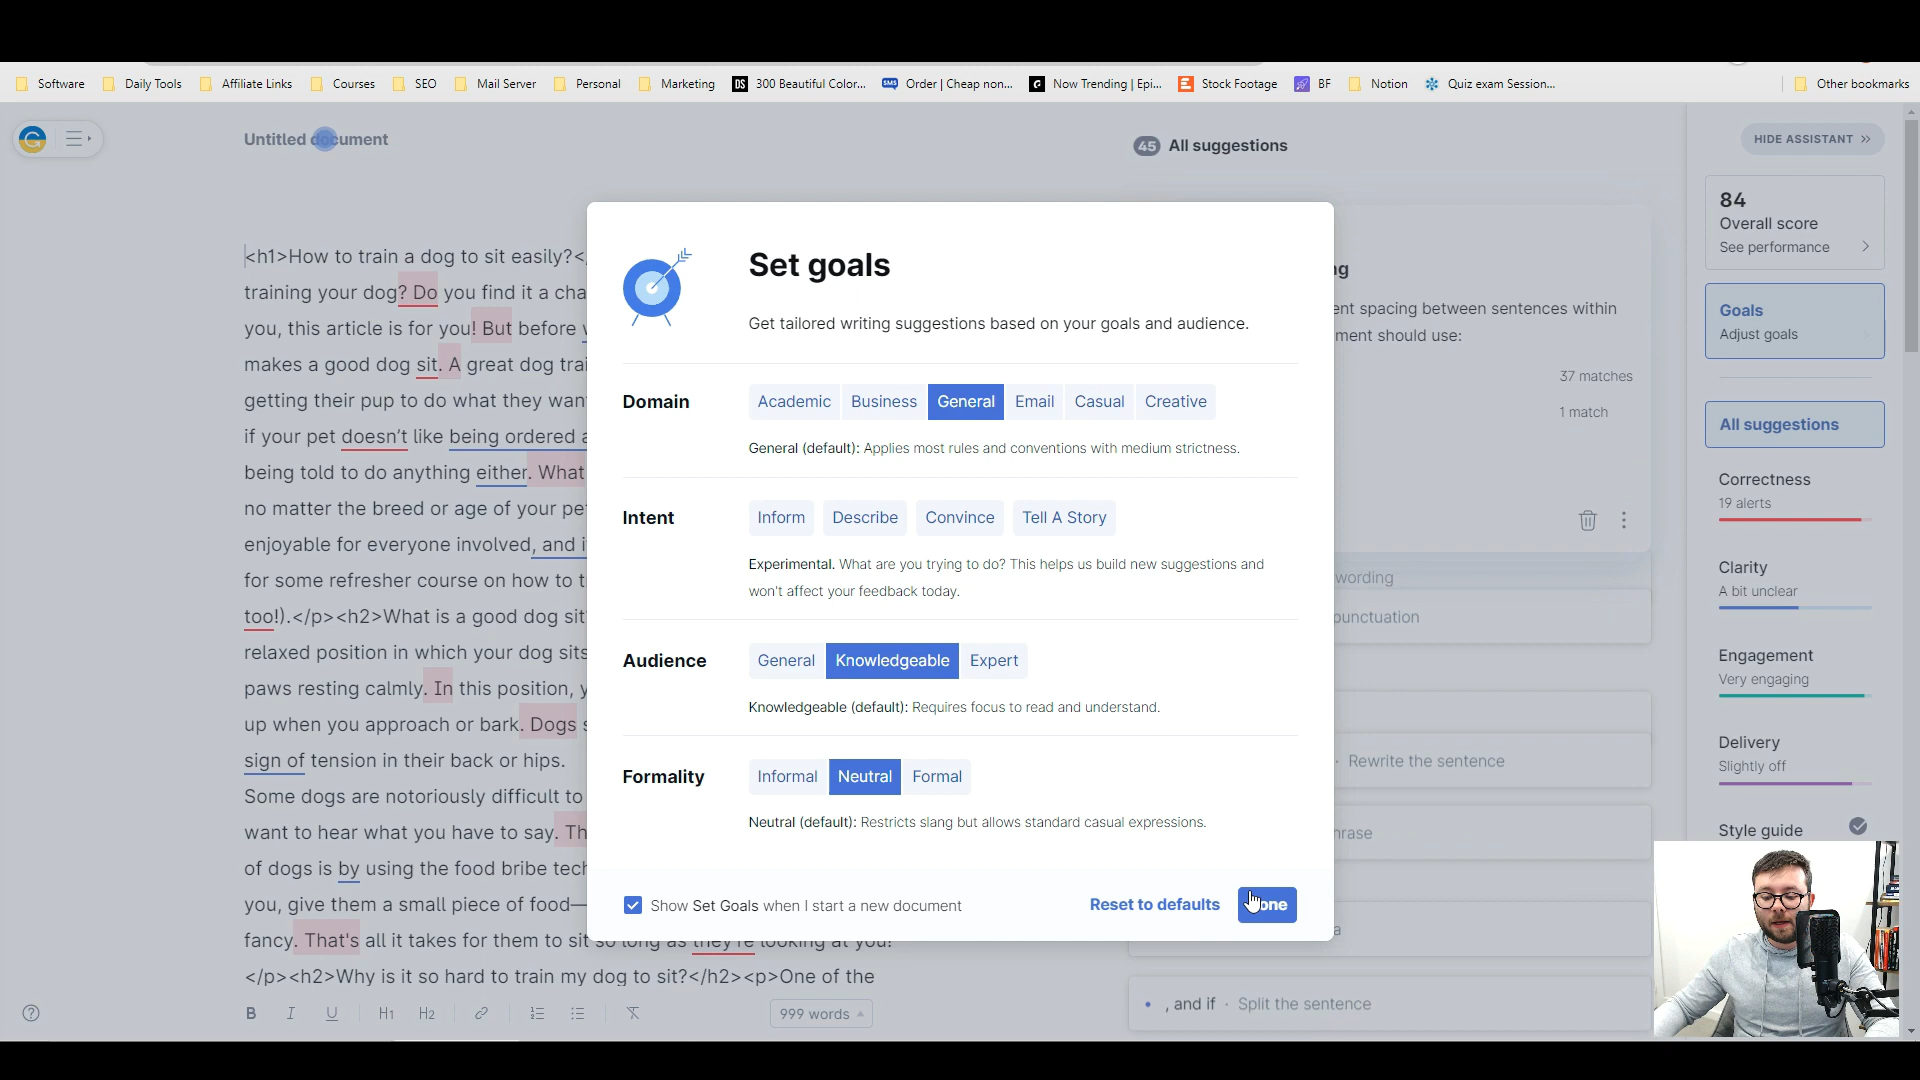 Software Daily Tools Affiliate Links Courses SEO Mail Server Personal Marketing 300 Beautiful Color... Order | Cheap non... Now Trending | Epi... Stock Footage BF Notion Quiz exam Session... Other bookmarks
Untitled document
45 All suggestions
HIDE ASSISTANT
84
Overall score
See performance
Goals
Adjust goals
All suggestions
Correctness
19 alerts
Clarity
A bit unclear
Engagement
Very engaging
Delivery
Slightly off
Style guide
<h1>How to train a dog to sit easily?<
training your dog? Do you find it a cha
you, this article is for you! But before
makes a good dog sit. A great dog trai
getting their pup to do what they wan
if your pet doesn't like being ordered
being told to do anything either. What
no matter the breed or age of your pe
enjoyable for everyone involved, and i
for some refresher course on how to t
too!).</p><h2>What is a good dog sit
relaxed position in which your dog sits
paws resting calmly. In this position, y
up when you approach or bark. Dogs s
sign of tension in their back or hips.
Some dogs are notoriously difficult to
want to hear what you have to say. Th
of dogs is by using the food bribe tech
you, give them a small piece of food—
fancy. That's all it takes for them to sit so long as they're looking at you!
</p><h2>Why is it so hard to train my dog to sit?</h2><p>One of the
B I U H1 H2
999 words
Set goals
Get tailored writing suggestions based on your goals and audience.
Domain Academic Business General Email Casual Creative
General (default): Applies most rules and conventions with medium strictness.
Intent Inform Describe Convince Tell A Story
Experimental. What are you trying to do? This helps us build new suggestions and
won't affect your feedback today.
Audience General Knowledgeable Expert
Knowledgeable (default): Requires focus to read and understand.
Formality Informal Neutral Formal
Neutral (default): Restricts slang but allows standard casual expressions.
Show Set Goals when I start a new document
Reset to defaults
one
ng
ent spacing between sentences within
ment should use:
37 matches
1 match
wording
punctuation
· Rewrite the sentence
hrase
a
, and if · Split the sentence